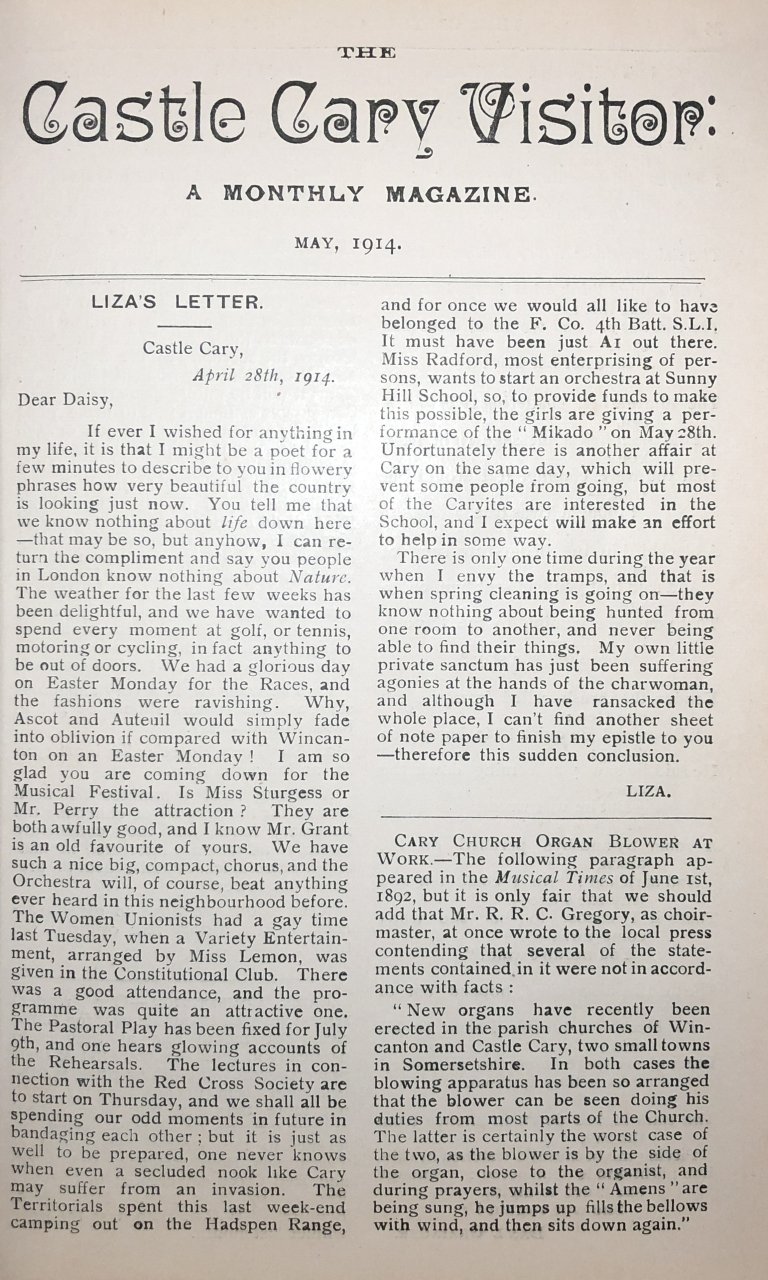 THE
Castle Cary Visitor:
A MONTHLY MAGAZINE.
MAY, 1914.
LIZA'S LETTER.
Castle Cary,
April 28th, 1914.
Dear Daisy,
If ever I wished for anything in
my life, it is that I might be a poet for a
few minutes to describe to you in flowery
phrases how very beautiful the country
is looking just now. You tell me that
we know nothing about life down here
—that may be so, but anyhow, I can re-
turn the compliment and say you people
in London know nothing about Nature.
The weather for the last few weeks has
been delightful, and we have wanted to
spend every moment at golf, or tennis,
motoring or cycling, in fact anything to
be out of doors. We had a glorious day
on Easter Monday for the Races, and
the fashions were ravishing. Why,
Ascot and Auteuil would simply fade
into oblivion if compared with Wincan-
ton on an Easter Monday! I am so
glad you are coming down for the
Musical Festival. Is Miss Sturgess or
Mr. Perry the attraction? They are
both awfully good, and I know Mr. Grant
is an old favourite of yours. We have
such a nice big, compact, chorus, and the
Orchestra will, of course, beat anything
ever heard in this neighbourhood before.
The Women Unionists had a gay time
last Tuesday, when a Variety Entertain-
ment, arranged by Miss Lemon, was
given in the Constitutional Club. There
was a good attendance, and the pro-
gramme was quite an attractive one.
The Pastoral Play has been fixed for July
9th, and one hears glowing accounts of
the Rehearsals. The lectures in con-
nection with the Red Cross Society are
to start on Thursday, and we shall all be
spending our odd moments in future in
bandaging each other; but it is just as
well to be prepared, one never knows
when even a secluded nook like Cary
may suffer from an invasion. The
Territorials spent this last week-end
camping out on the Hadspen Range,
and for once we would all like to have
belonged to the F. Co. 4th Batt. S.L.I.
It must have been just A1 out there.
Miss Radford, most enterprising of per-
sons, wants to start an orchestra at Sunny
Hill School, so, to provide funds to make
this possible, the girls are giving a per-
formance of the "Mikado" on May 28th.
Unfortunately there is another affair at
Cary on the same day, which will pre-
vent some people from going, but most
of the Caryites are interested in the
School, and I expect will make an effort
to help in some way.
There is only one time during the year
when I envy the tramps, and that is
when spring cleaning is going on—they
know nothing about being hunted from
one room to another, and never being
able to find their things. My own little
private sanctum has just been suffering
agonies at the hands of the charwoman,
and although I have ransacked the
whole place, I can't find another sheet
of note paper to finish my epistle to you
—therefore this sudden conclusion.
LIZA.
CARY CHURCH ORGAN BLOWER AT
WORK.—The following paragraph ap-
peared in the Musical Times of June 1st,
1892, but it is only fair that we should
add that Mr. R. R. C. Gregory, as choir-
master, at once wrote to the local press
contending that several of the state-
ments contained in it were not in accord-
ance with facts:
"New organs have recently been
erected in the parish churches of Win-
canton and Castle Cary, two small towns
in Somersetshire. In both cases the
blowing apparatus has been so arranged
that the blower can be seen doing his
duties from most parts of the Church.
The latter is certainly the worst case of
the two, as the blower is by the side of
the organ, close to the organist, and
during prayers, whilst the "Amens" are
being sung, he jumps up fills the bellows
with wind, and then sits down again."